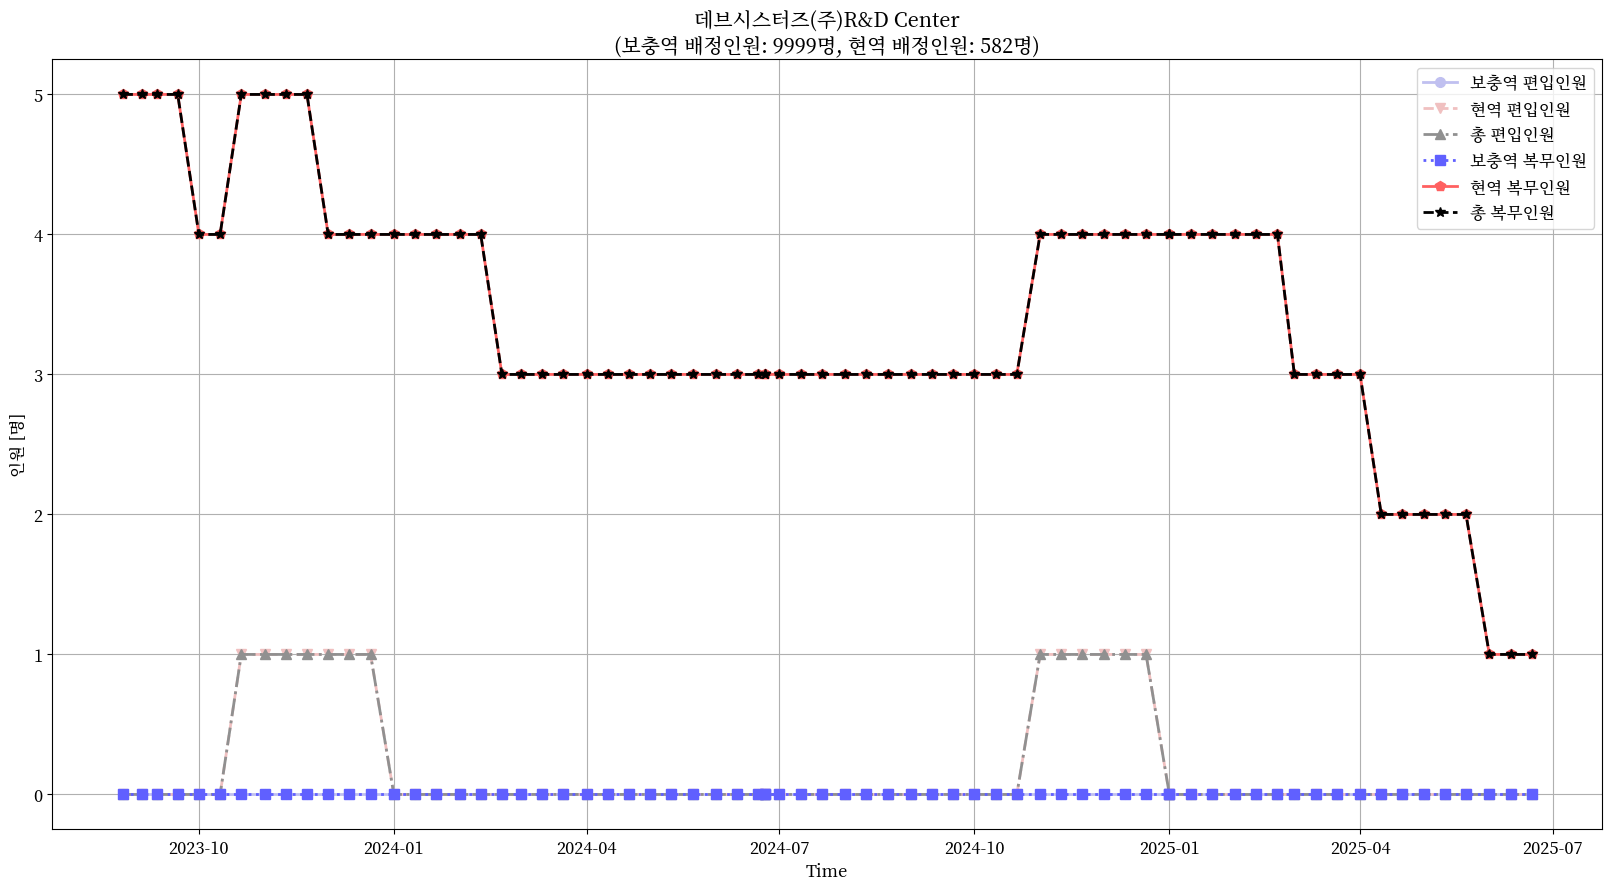 데브시스터즈(주)R&D Center
(보충역 배정인원: 9999명, 현역 배정인원: 582명)
보충역 편입인원
현역 편입인원
총 편입인원
보충역 복무인원
현역 복무인원
총 복무인원
인원 [명]
5
4
3
2
1
0
2023-10
2024-01
2024-04
2024-07
2024-10
2025-01
2025-04
2025-07
Time